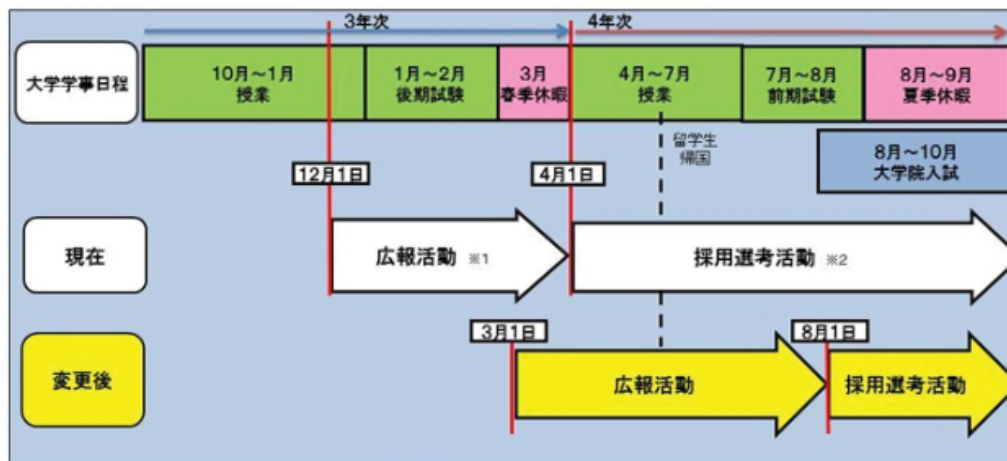 3年次
4年次
大学学事日程
10月～1月
授業
1月～2月
後期試験
3月
春季休暇
4月～7月
授業
7月～8月
前期試験
8月～9月
夏季休暇
留学生
帰国
8月～10月
大学院入試
12月1日
4月1日
現在
広報活動 ※1
採用選考活動 ※2
3月1日
8月1日
変更後
広報活動
採用選考活動